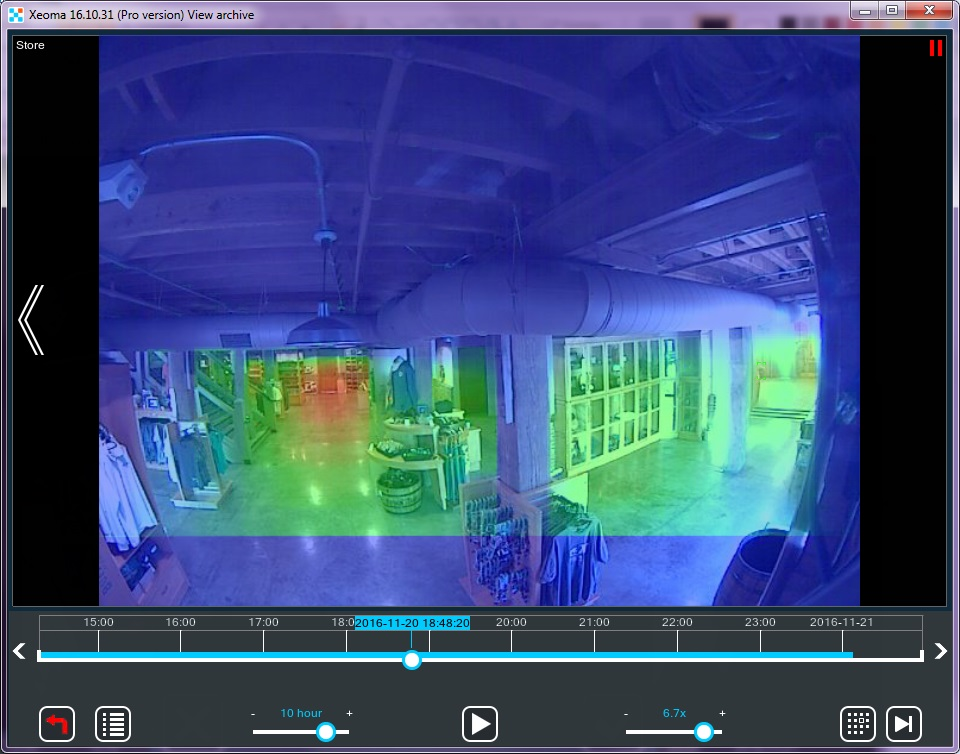 Xeoma 16.10.31 (Pro version) View archive
Store
15:00 16:00 17:00 18:0 2016-11-20 18:48:20 20:00 21:00 22:00 23:00 2016-11-21
- 10 hour + - 6.7x +